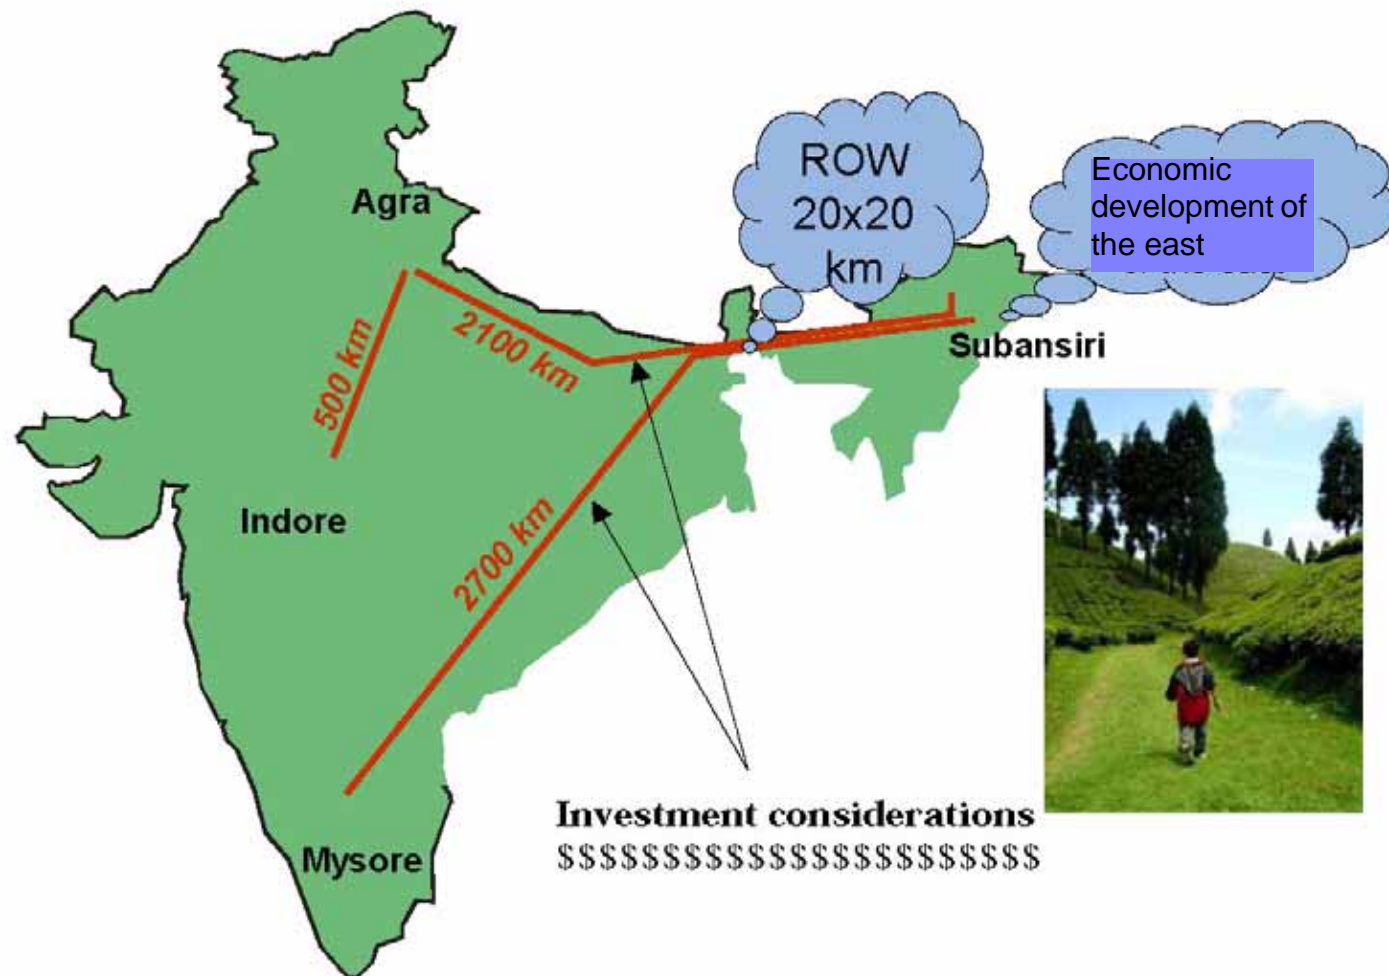 ROW
20x20
km
Economic
development of
the east
Agra
2100 km
500 km
Subansiri
Indore
2700 km
Investment considerations
$$$$$$$$$$$$$$$$$$$$$$$
Mysore